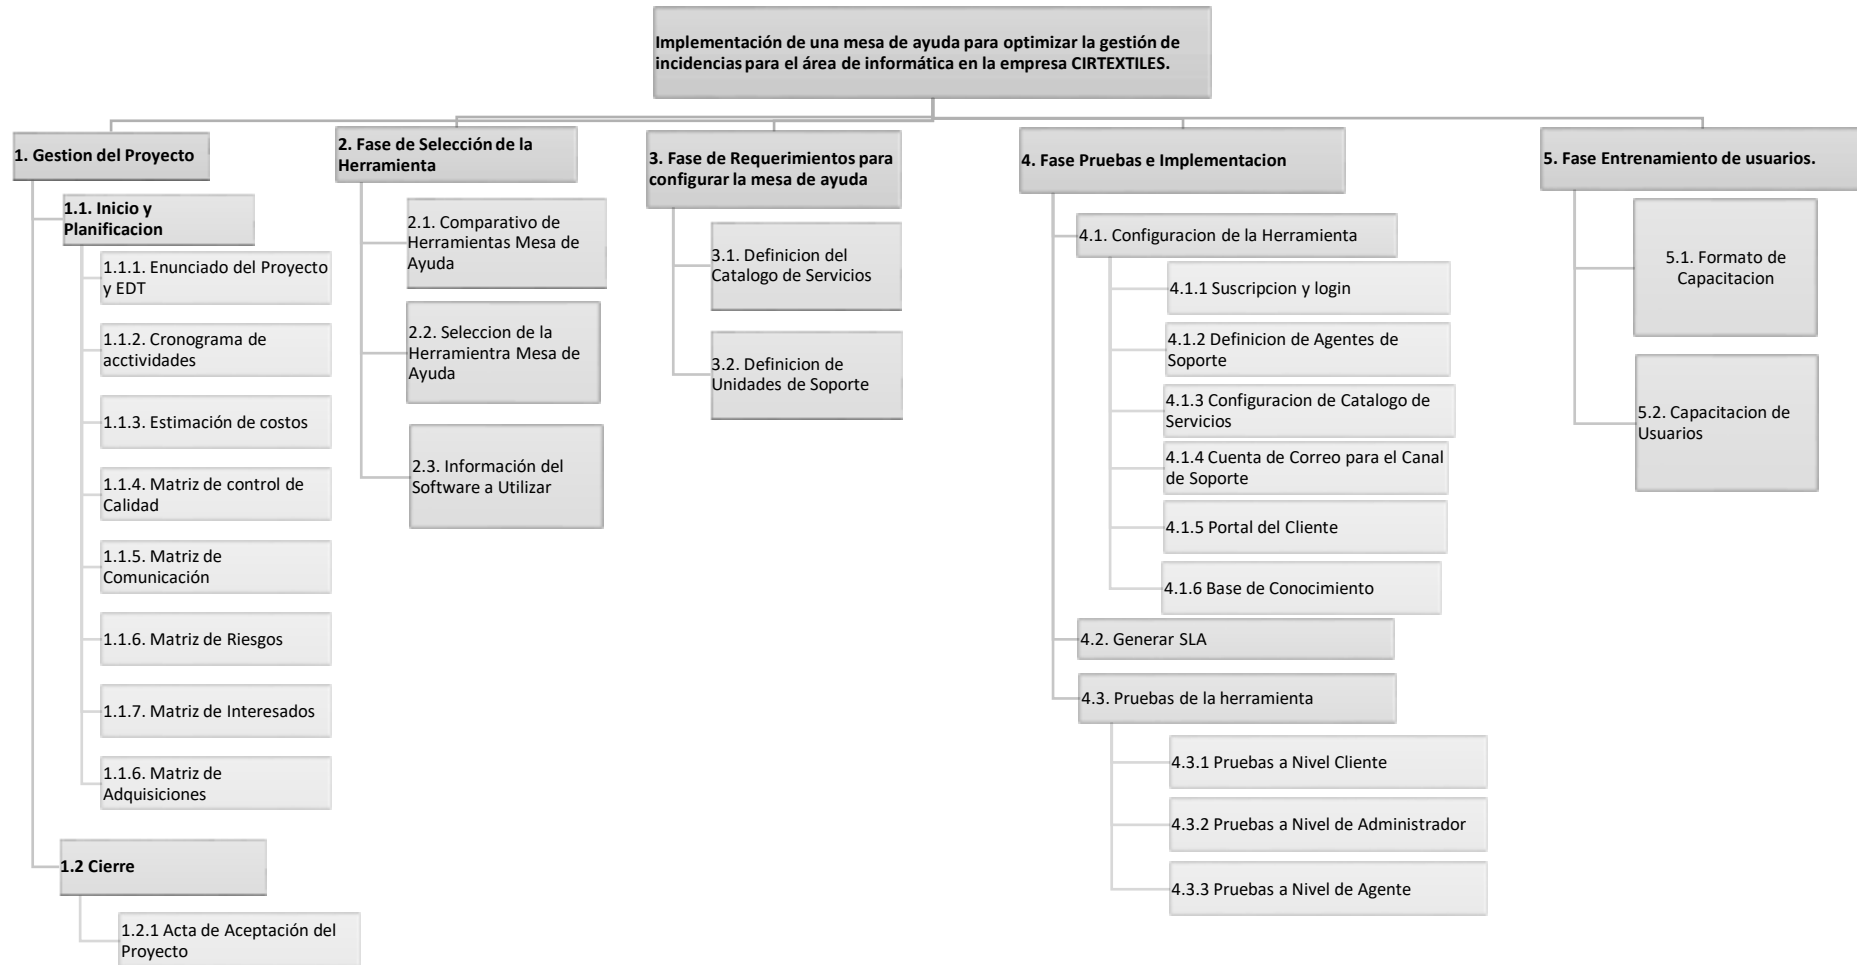 Implementación de una mesa de ayuda para optimizar la gestión de
incidencias para el área de informática en la empresa CIRTEXTILES.
1. Gestion del Proyecto
1.1. Inicio y
Planificacion
1.1.1. Enunciado del Proyecto
y EDT
1.1.2. Cronograma de
acctividades
1.1.3. Estimación de costos
1.1.4. Matriz de control de
Calidad
1.1.5. Matriz de
Comunicación
1.1.6. Matriz de Riesgos
1.1.7. Matriz de Interesados
1.1.6. Matriz de
Adquisiciones
1.2 Cierre
1.2.1 Acta de Aceptación del
Proyecto
2. Fase de Selección de la
Herramienta
2.1. Comparativo de
Herramientas Mesa de
Ayuda
2.2. Seleccion de la
Herramientra Mesa de
Ayuda
2.3. Información del
Software a Utilizar
3. Fase de Requerimientos para
configurar la mesa de ayuda
3.1. Definicion del
Catalogo de Servicios
3.2. Definicion de
Unidades de Soporte
4. Fase Pruebas e Implementacion
4.1. Configuracion de la Herramienta
4.1.1 Suscripcion y login
4.1.2 Definicion de Agentes de
Soporte
4.1.3 Configuracion de Catalogo de
Servicios
4.1.4 Cuenta de Correo para el Canal
de Soporte
4.1.5 Portal del Cliente
4.1.6 Base de Conocimiento
4.2. Generar SLA
4.3. Pruebas de la herramienta
4.3.1 Pruebas a Nivel Cliente
4.3.2 Pruebas a Nivel de Administrador
4.3.3 Pruebas a Nivel de Agente
5. Fase Entrenamiento de usuarios.
5.1. Formato de
Capacitacion
5.2. Capacitacion de
Usuarios